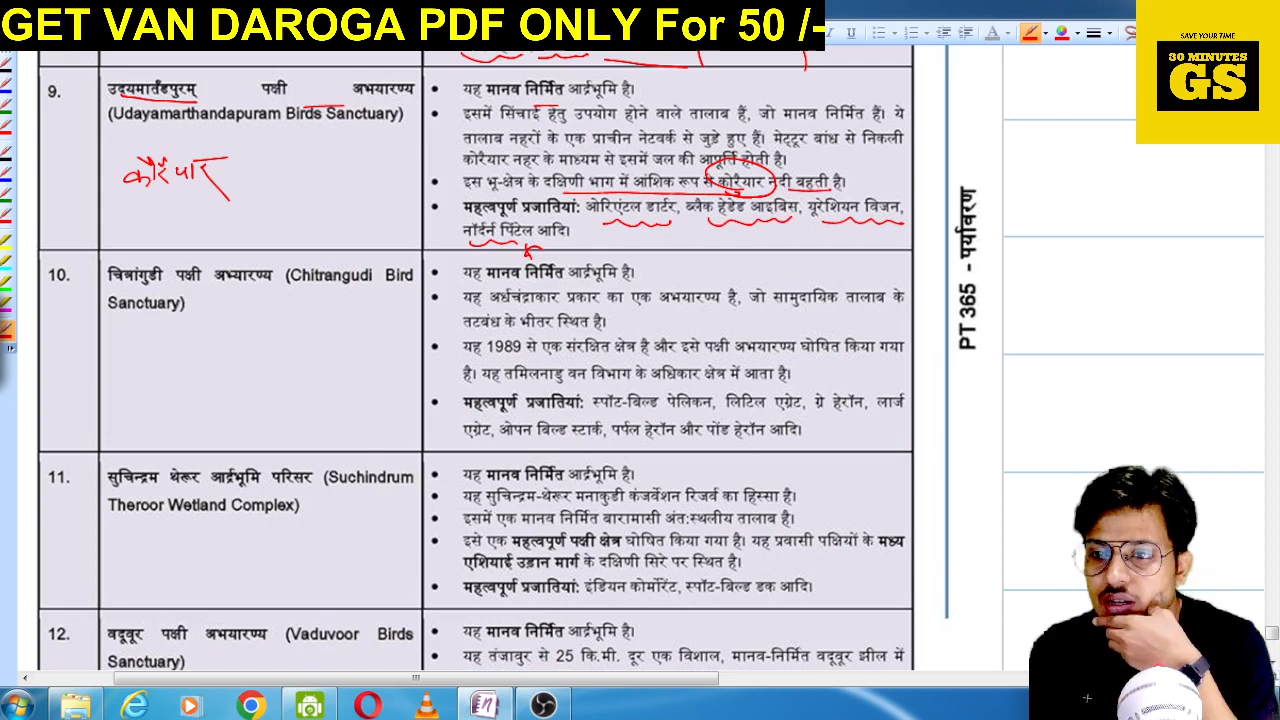 GET VAN DAROGA PDF ONLY For 50 /-
SAVE YOUR TIME
30 MINUTES
GS
9.
उदयमार्तंडपुरम् पक्षी अभयारण्य
(Udayamarthandapuram Birds Sanctuary)
कोरैयार
• यह मानव निर्मित आर्द्रभूमि है।
• इसमें सिंचाई हेतु उपयोग होने वाले तालाब हैं, जो मानव निर्मित हैं। ये
तालाब नहरों के एक प्राचीन नेटवर्क से जुड़े हुए हैं। मेट्टूर बांध से निकली
कोरैयार नहर के माध्यम से इसमें जल की आपूर्ति होती है।
• इस भू-क्षेत्र के दक्षिणी भाग में आंशिक रूप से कोरैयार नदी बहती है।
• महत्वपूर्ण प्रजातियां: ओरिएंटल डार्टर, ब्लैक हेडेड आइबिस, यूरेशियन विजन,
नॉर्दर्न पिंटेल आदि।
10.
चित्रांगुडी पक्षी अभ्यारण्य (Chitrangudi Bird
Sanctuary)
• यह मानव निर्मित आर्द्रभूमि है।
• यह अर्धचंद्राकार प्रकार का एक अभयारण्य है, जो सामुदायिक तालाब के
तटबंध के भीतर स्थित है।
• यह 1989 से एक संरक्षित क्षेत्र है और इसे पक्षी अभयारण्य घोषित किया गया
है। यह तमिलनाडु वन विभाग के अधिकार क्षेत्र में आता है।
• महत्वपूर्ण प्रजातियां: स्पॉट-बिल्ड पेलिकन, लिटिल एग्रेट, ग्रे हेरॉन, लार्ज
एग्रेट, ओपन बिल्ड स्टार्क, पर्पल हेरॉन और पोंड हेरॉन आदि।
11.
सुचिन्द्रम थेरूर आर्द्रभूमि परिसर (Suchindrum
Theroor Wetland Complex)
• यह मानव निर्मित आर्द्रभूमि है।
• यह सुचिन्द्रम-थेरूर मनाकुडी कंजर्वेशन रिजर्व का हिस्सा है।
• इसमें एक मानव निर्मित बारामासी अंत:स्थलीय तालाब है।
• इसे एक महत्वपूर्ण पक्षी क्षेत्र घोषित किया गया है। यह प्रवासी पक्षियों के मध्य
एशियाई उड़ान मार्ग के दक्षिणी सिरे पर स्थित है।
• महत्वपूर्ण प्रजातियां: इंडियन कोर्मोरेंट, स्पॉट-बिल्ड डक आदि।
12.
वदूवूर पक्षी अभयारण्य (Vaduvoor Birds
Sanctuary)
• यह मानव निर्मित आर्द्रभूमि है।
• यह तंजावुर से 25 कि.मी. दूर एक विशाल, मानव-निर्मित वदूवूर झील में
PT 365 - पर्यावरण